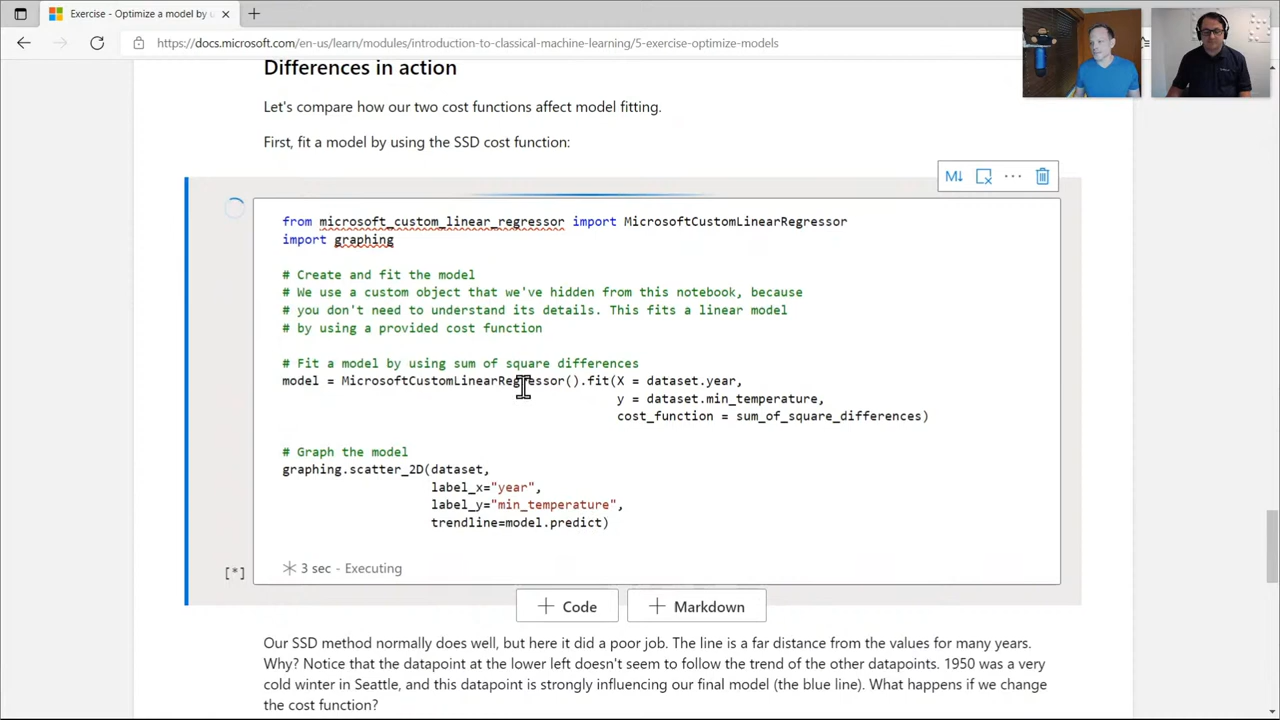 Exercise - Optimize a model by u
https://docs.microsoft.com/en-us/learn/modules/introduction-to-classical-machine-learning/5-exercise-optimize-models
Differences in action
Let's compare how our two cost functions affect model fitting.
First, fit a model by using the SSD cost function:
M↓
from microsoft_custom_linear_regressor import MicrosoftCustomLinearRegressor
import graphing
# Create and fit the model
# We use a custom object that we've hidden from this notebook, because
# you don't need to understand its details. This fits a linear model
# by using a provided cost function
# Fit a model by using sum of square differences
model = MicrosoftCustomLinearRegressor().fit(X = dataset.year,
y = dataset.min_temperature,
cost_function = sum_of_square_differences)
# Graph the model
graphing.scatter_2D(dataset,
label_x="year",
label_y="min_temperature",
trendline=model.predict)
[*]
3 sec - Executing
+ Code
+ Markdown
Our SSD method normally does well, but here it did a poor job. The line is a far distance from the values for many years.
Why? Notice that the datapoint at the lower left doesn't seem to follow the trend of the other datapoints. 1950 was a very
cold winter in Seattle, and this datapoint is strongly influencing our final model (the blue line). What happens if we change
the cost function?